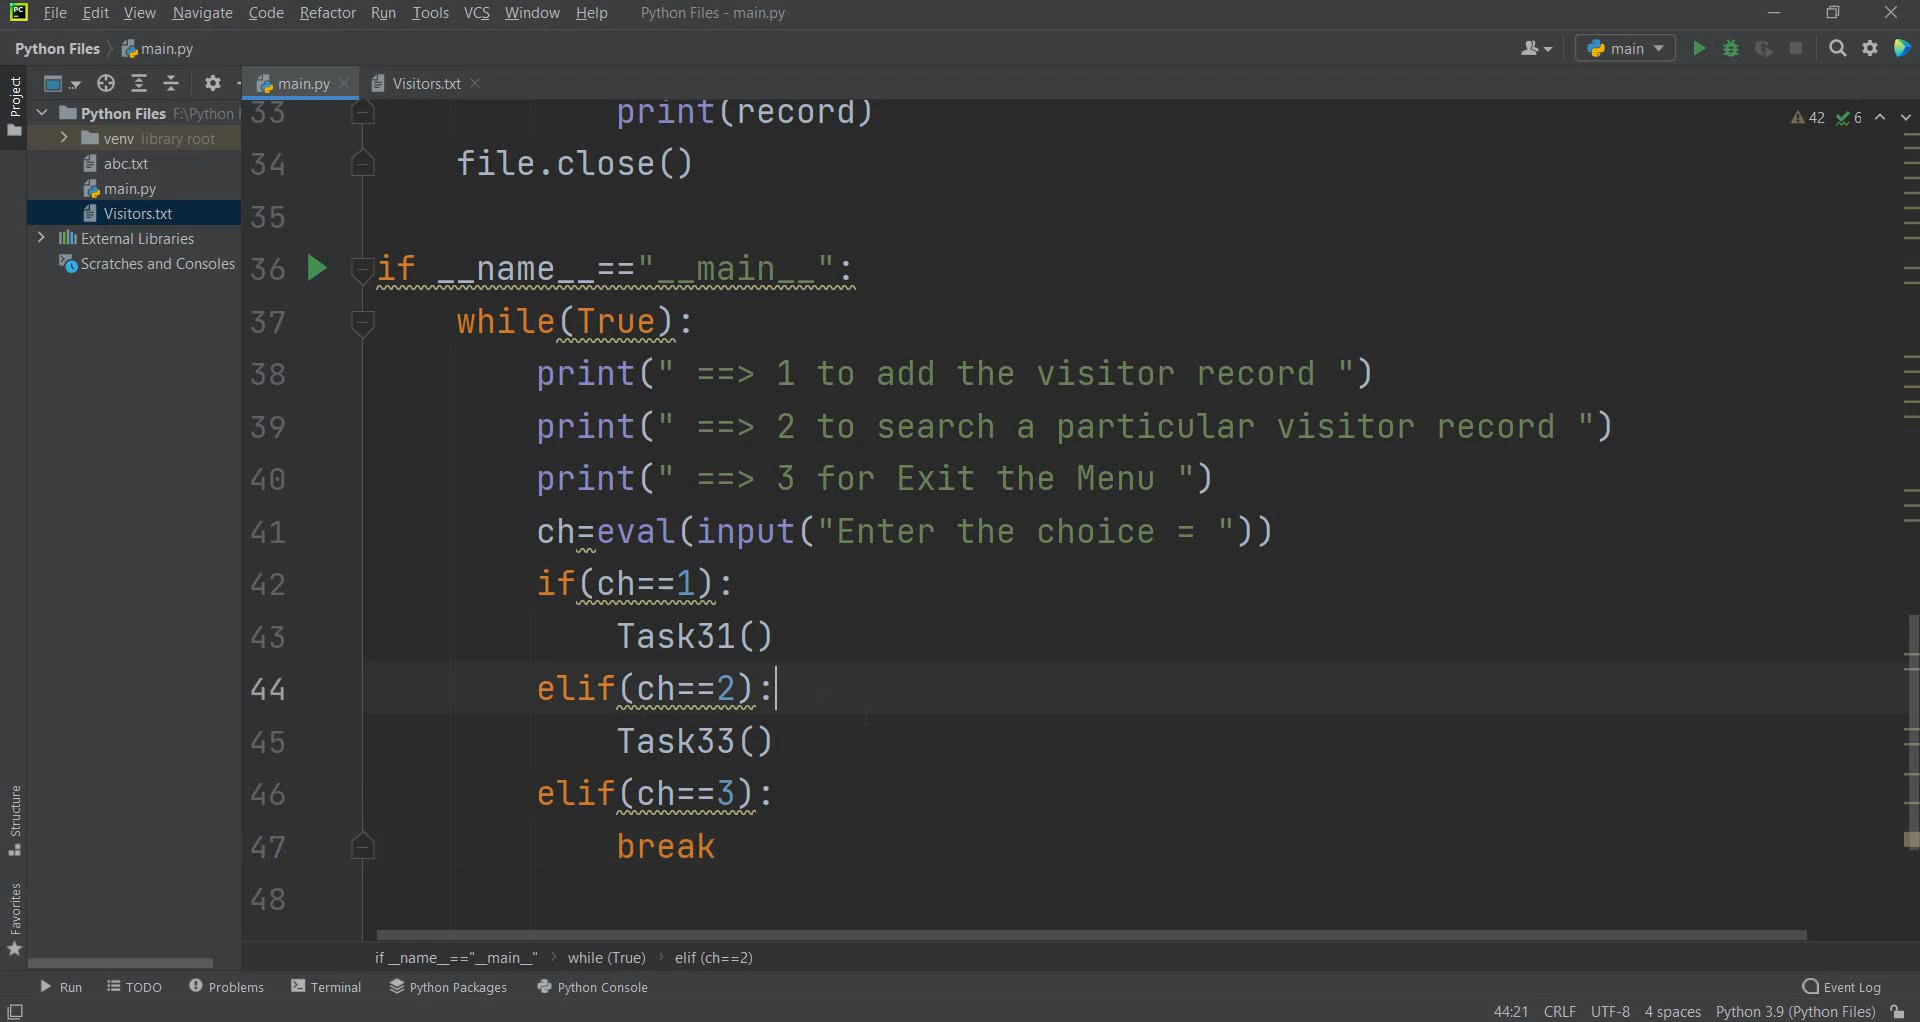 PC File Edit View Navigate Code Refactor Run Tools VCS Window Help Python Files - main.py
Python Files main.py main
Project main.py Visitors.txt
Python Files F:\Python
venv library root
abc.txt
main.py
Visitors.txt
External Libraries
Scratches and Consoles
42 6
33 print(record)
34 file.close()
35
36 if __name__=="__main__":
37 while(True):
38 print(" ==> 1 to add the visitor record ")
39 print(" ==> 2 to search a particular visitor record ")
40 print(" ==> 3 for Exit the Menu ")
41 ch=eval(input("Enter the choice = "))
42 if(ch==1):
43 Task31()
44 elif(ch==2):
45 Task33()
46 elif(ch==3):
47 break
48
Structure
Favorites
if __name__=="__main__" while (True) elif (ch==2)
Run TODO Problems Terminal Python Packages Python Console Event Log
44:21 CRLF UTF-8 4 spaces Python 3.9 (Python Files)